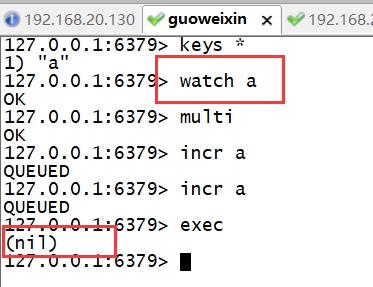 192.168.20.130 guoweixin 192.168.2
127.0.0.1:6379> keys *
1) "a"
127.0.0.1:6379> watch a
OK
127.0.0.1:6379> multi
OK
127.0.0.1:6379> incr a
QUEUED
127.0.0.1:6379> incr a
QUEUED
127.0.0.1:6379> exec
(nil)
127.0.0.1:6379>